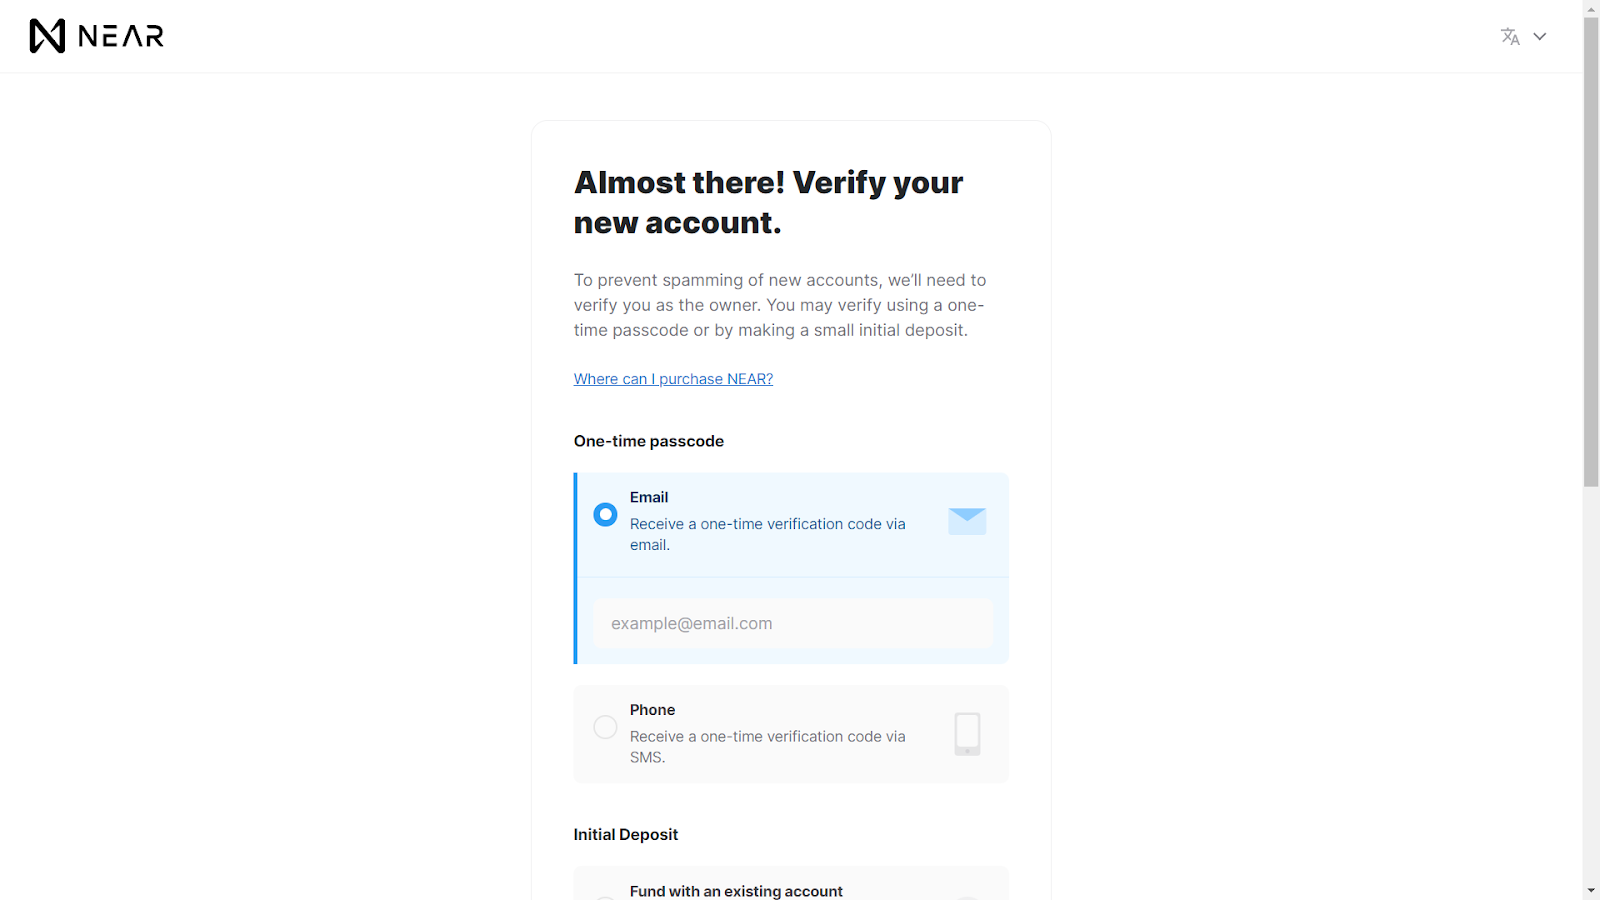 NEAR
Almost there! Verify your
new account.
To prevent spamming of new accounts, we’ll need to
verify you as the owner. You may verify using a one-
time passcode or by making a small initial deposit.
Where can I purchase NEAR?
One-time passcode
Email
Receive a one-time verification code via
email.
example@email.com
Phone
Receive a one-time verification code via
SMS.
Initial Deposit
Fund with an existing account